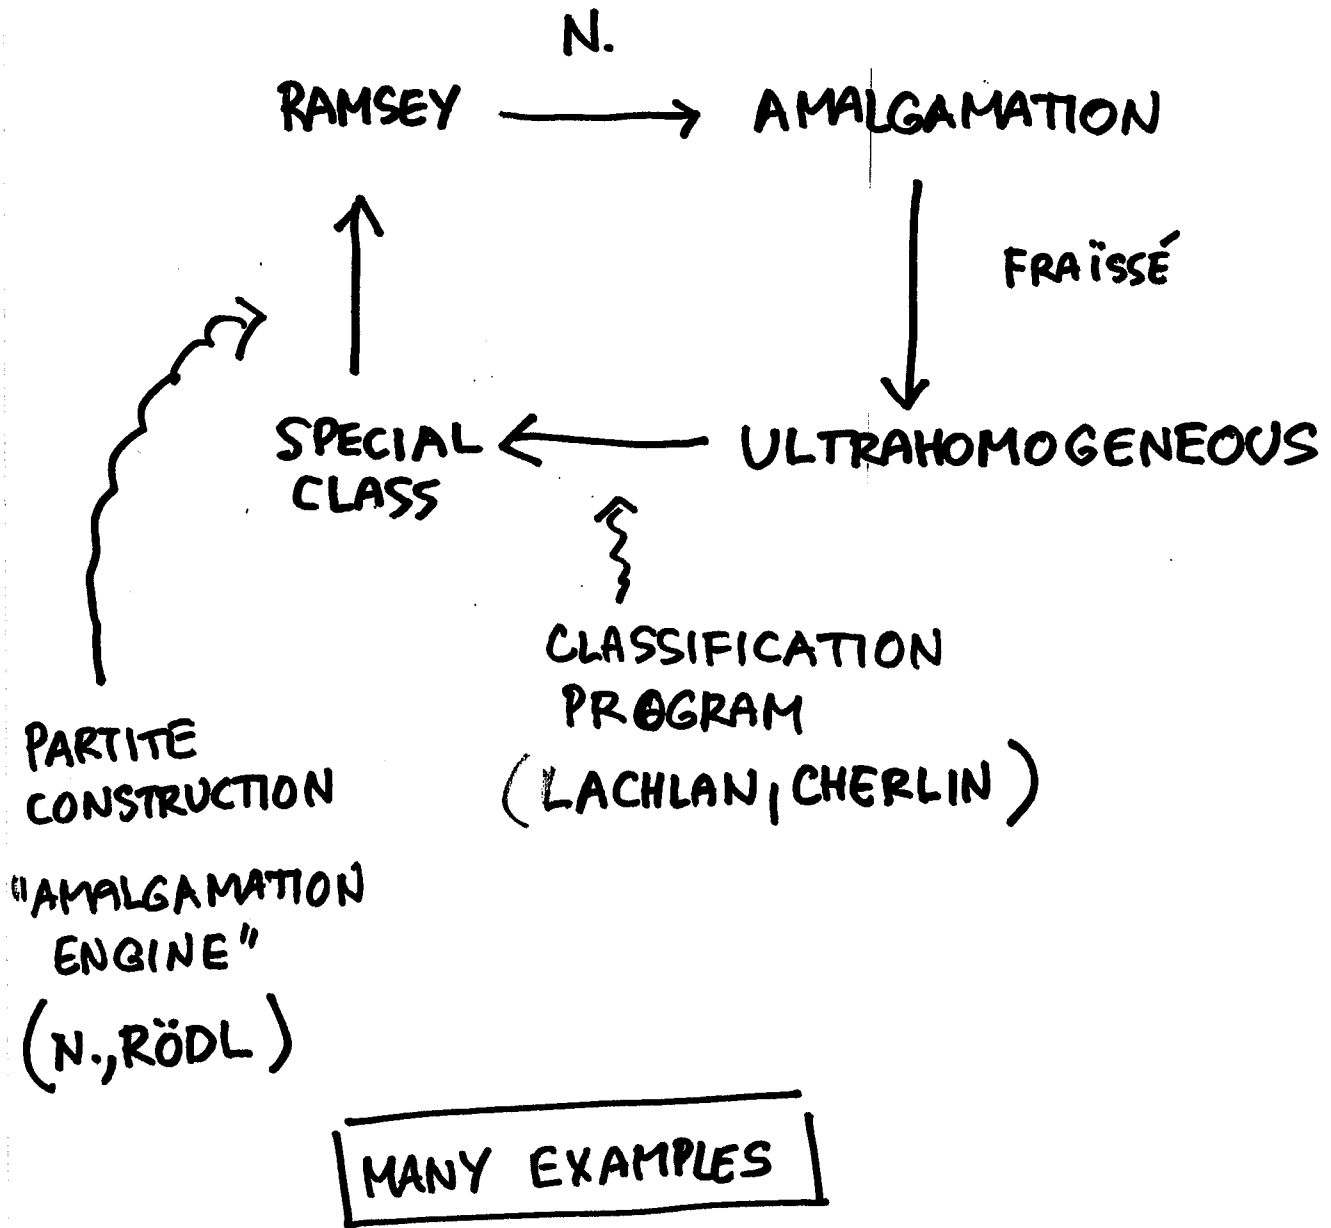 N.
RAMSEY AMALGAMATION
FRAÏSSÉ
SPECIAL ULTRAHOMOGENEOUS
CLASS
CLASSIFICATION
PROGRAM
(LACHLAN, CHERLIN)
PARTITE
CONSTRUCTION
"AMALGAMATION
ENGINE"
(N., RÖDL)
MANY EXAMPLES